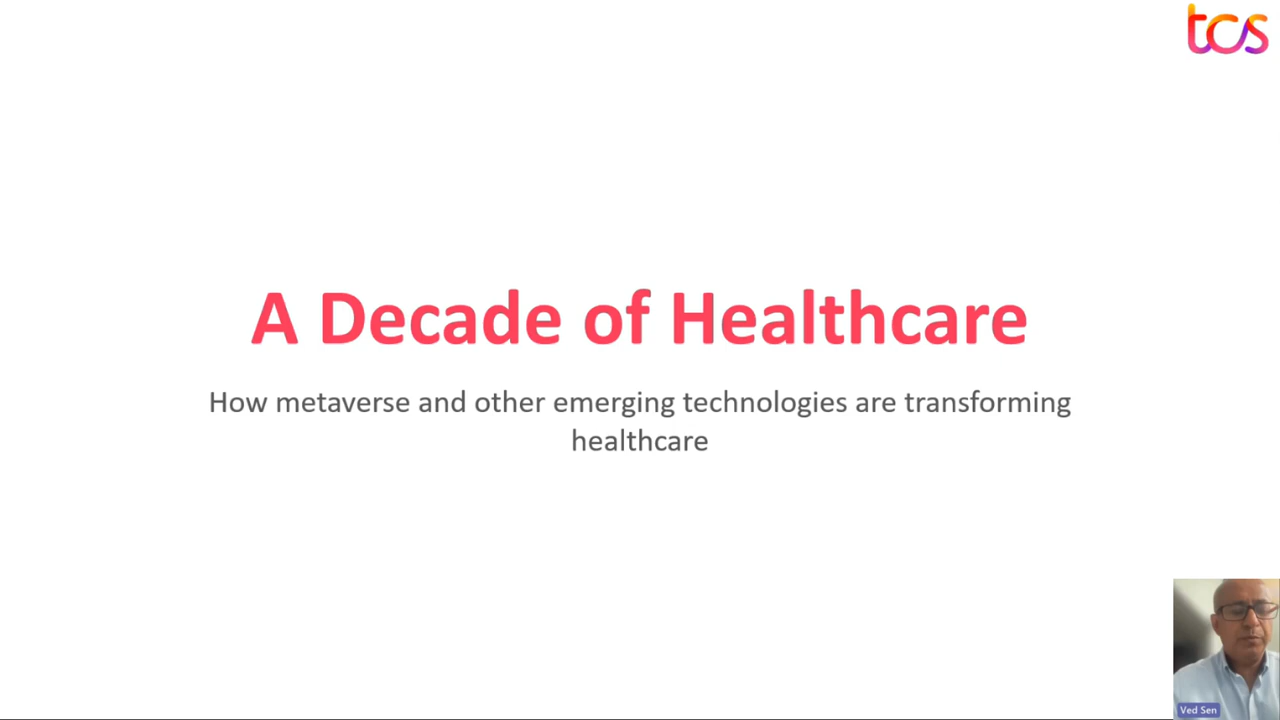 tcs
A Decade of Healthcare
How metaverse and other emerging technologies are transforming
healthcare
Ved Sen